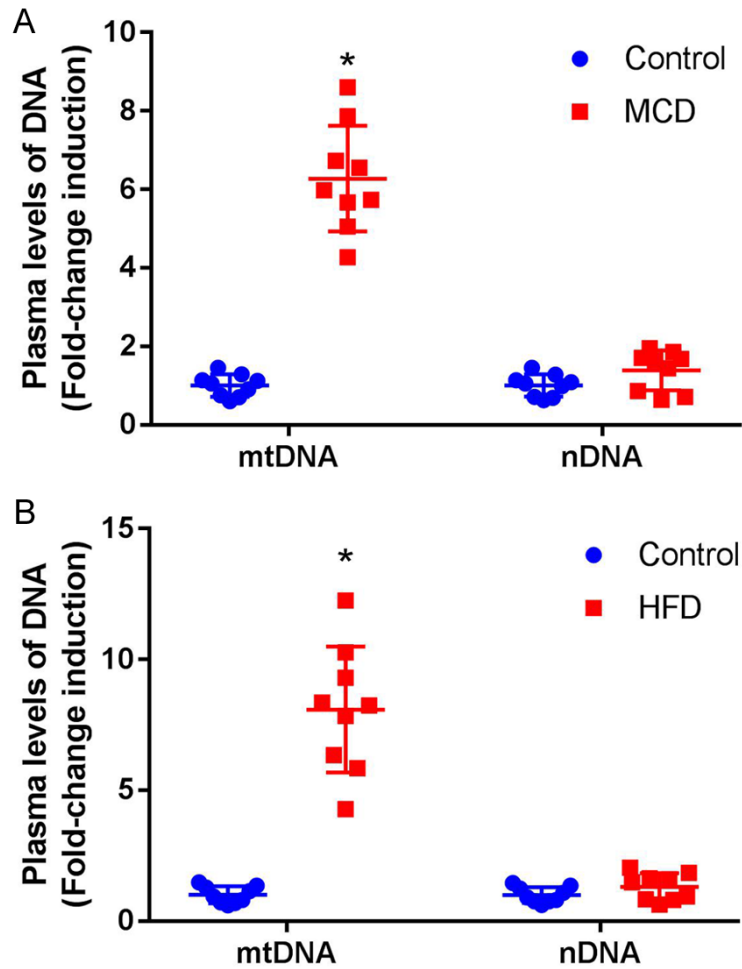 A
Plasma levels of DNA
(Fold-change induction)
10
8
6
4
2
0
*
Control
MCD
mtDNA
nDNA
B
Plasma levels of DNA
(Fold-change induction)
15
10
5
0
*
Control
HFD
mtDNA
nDNA